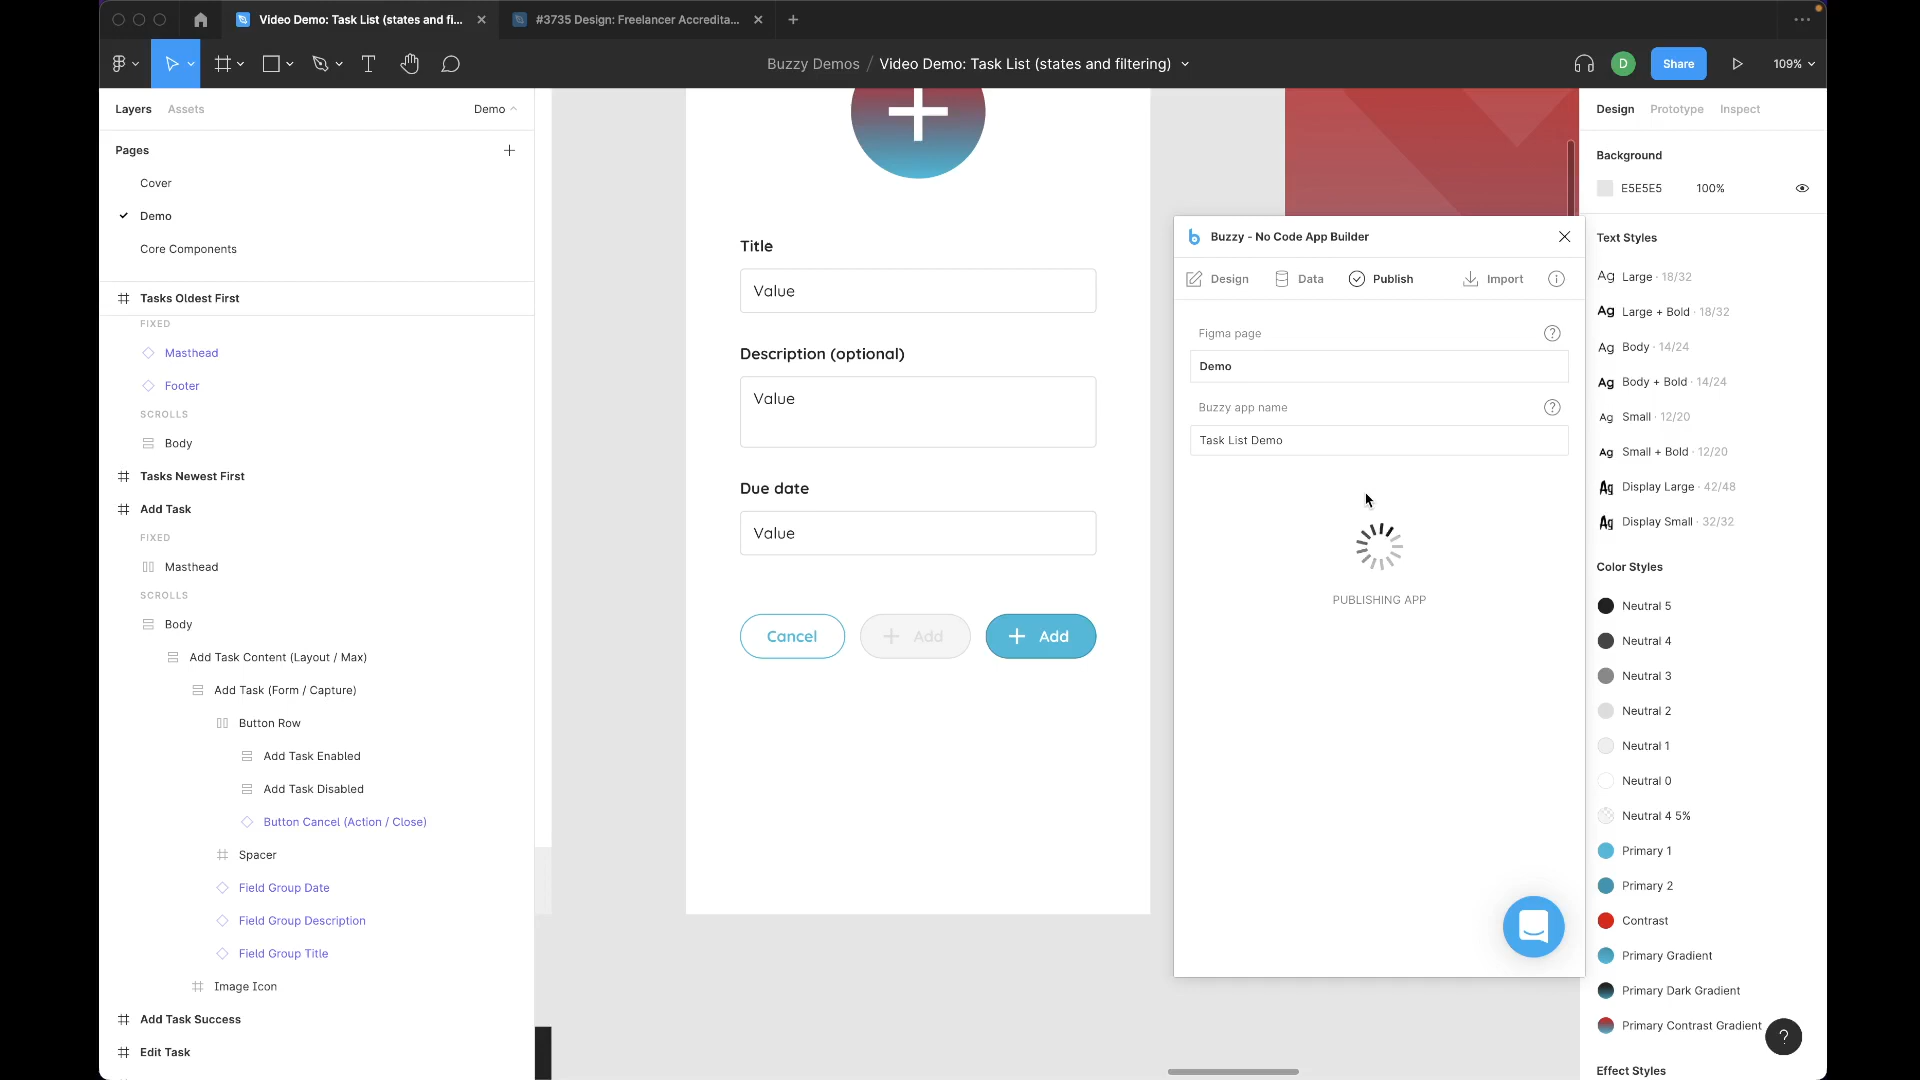 Video Demo: Task List (states and fi...
#3735 Design: Freelancer Accredita...
Buzzy Demos / Video Demo: Task List (states and filtering)
D
Share
109%
Layers
Assets
Demo
Pages
Cover
Demo
Core Components
Tasks Oldest First
FIXED
Masthead
Footer
SCROLLS
Body
Tasks Newest First
Add Task
FIXED
Masthead
SCROLLS
Body
Add Task Content (Layout / Max)
Add Task (Form / Capture)
Button Row
Add Task Enabled
Add Task Disabled
Button Cancel (Action / Close)
Spacer
Field Group Date
Field Group Description
Field Group Title
Image Icon
Add Task Success
Edit Task
Title
Value
Description (optional)
Value
Due date
Value
Cancel
Add
Add
Buzzy - No Code App Builder
Design
Data
Publish
Import
Figma page
Demo
Buzzy app name
Task List Demo
PUBLISHING APP
Design
Prototype
Inspect
Background
E5E5E5
100%
Text Styles
Ag Large · 18/32
Ag Large + Bold · 18/32
Ag Body · 14/24
Ag Body + Bold · 14/24
Ag Small · 12/20
Ag Small + Bold · 12/20
Ag Display Large · 42/48
Ag Display Small · 32/32
Color Styles
Neutral 5
Neutral 4
Neutral 3
Neutral 2
Neutral 1
Neutral 0
Neutral 4 5%
Primary 1
Primary 2
Contrast
Primary Gradient
Primary Dark Gradient
Primary Contrast Gradient
?
Effect Styles